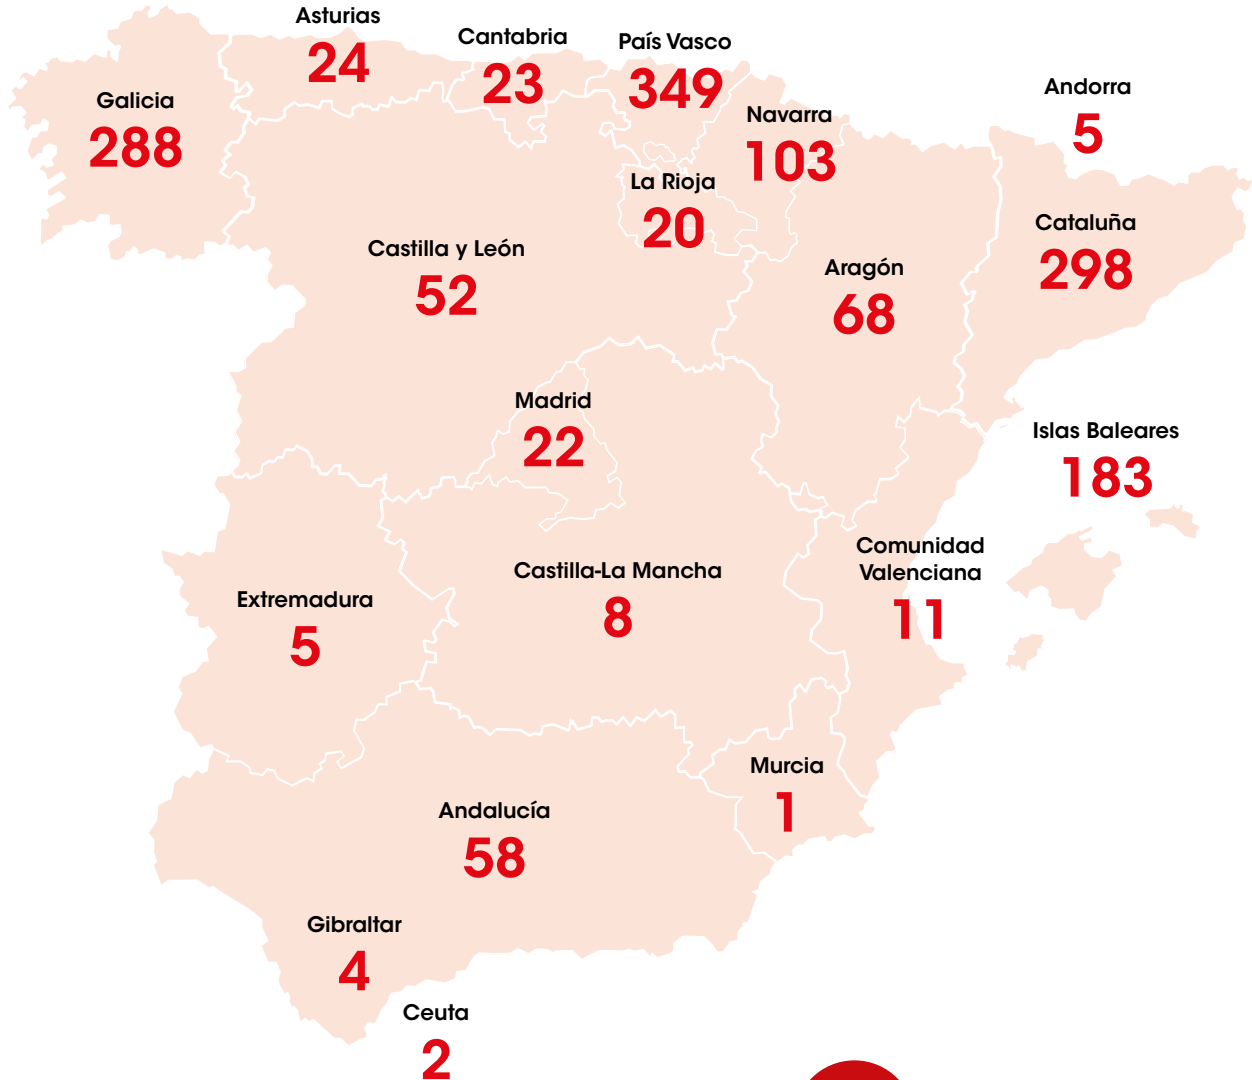 Asturias
24
Cantabria
23
País Vasco
349
Galicia
288
Navarra
103
Andorra
5
La Rioja
20
Cataluña
298
Castilla y León
52
Aragón
68
Madrid
22
Islas Baleares
183
Comunidad
Valenciana
11
Castilla-La Mancha
8
Extremadura
5
Murcia
1
Andalucía
58
Gibraltar
4
Ceuta
2